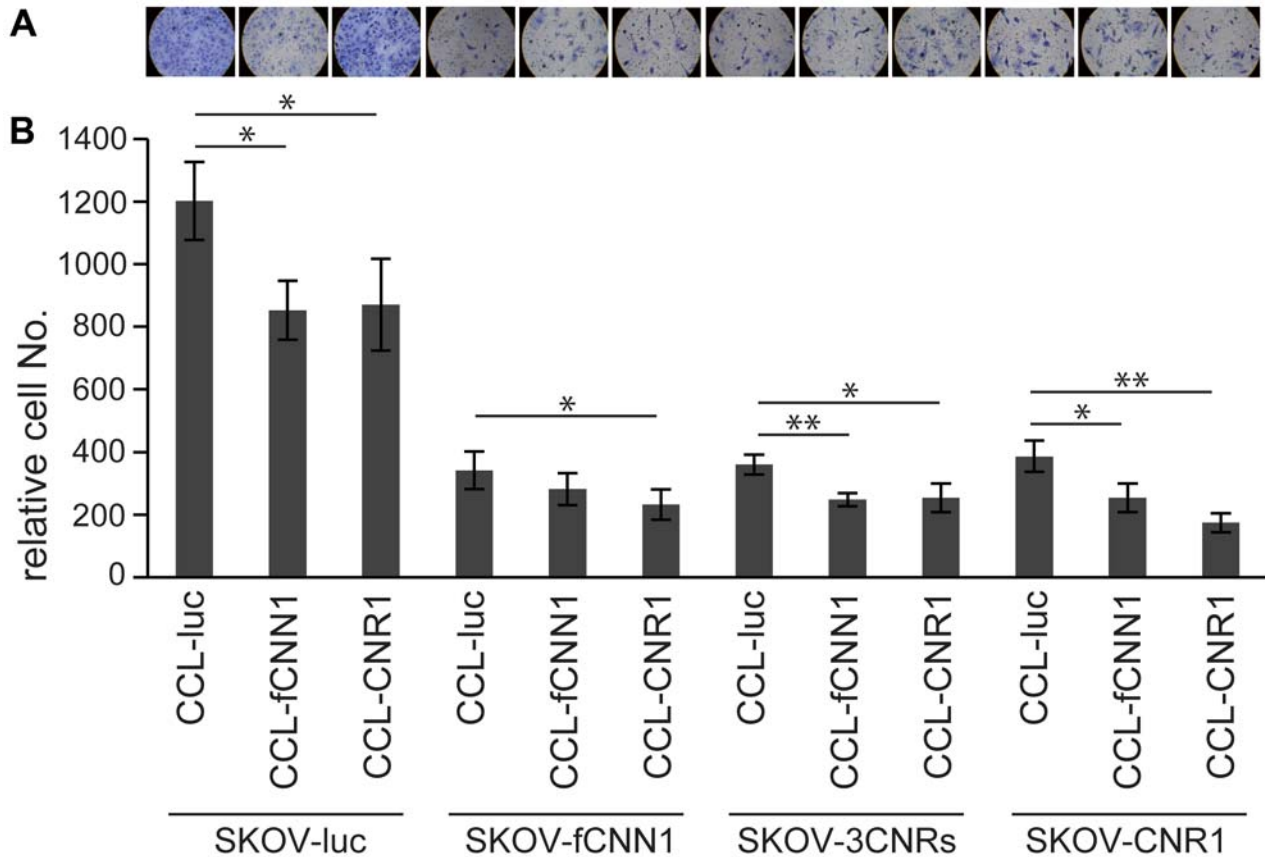 A
B
*
*
1400
1200
1000
800
600
400
200
0
relative cell No.
*
*
**
**
*
CCL-luc
CCL-fCNN1
CCL-CNR1
CCL-luc
CCL-fCNN1
CCL-CNR1
CCL-luc
CCL-fCNN1
CCL-CNR1
CCL-luc
CCL-fCNN1
CCL-CNR1
SKOV-luc
SKOV-fCNN1
SKOV-3CNRs
SKOV-CNR1